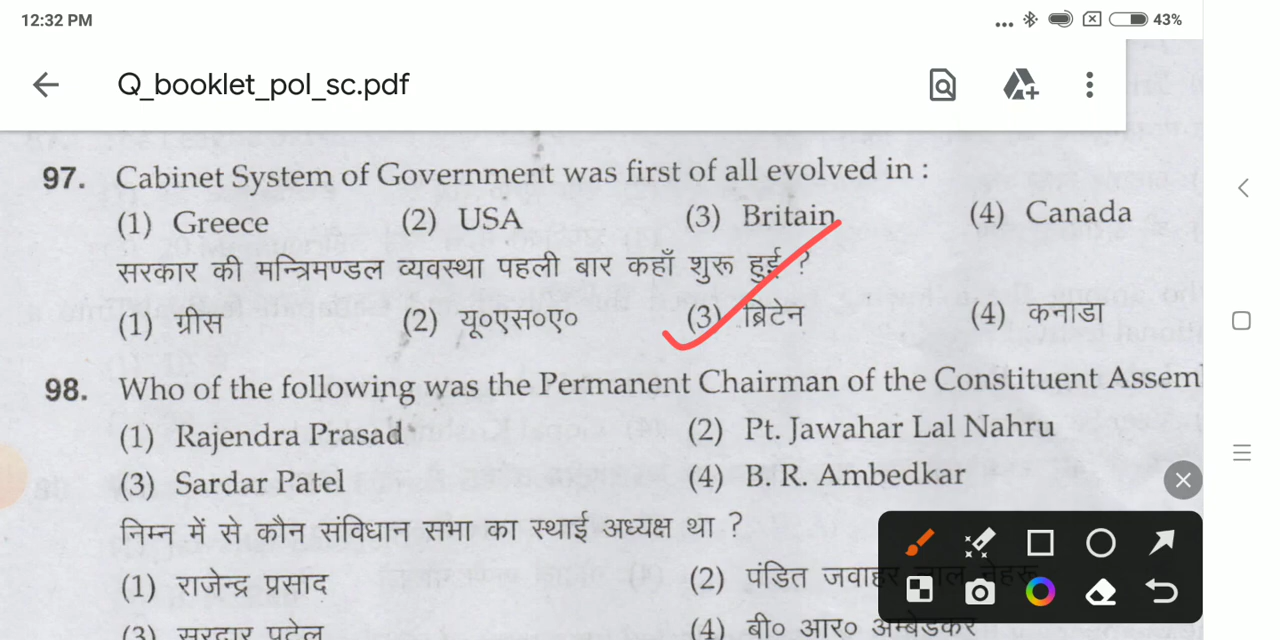 12:32 PM
43%
Q_booklet_pol_sc.pdf
97. Cabinet System of Government was first of all evolved in :
(1) Greece (2) USA (3) Britain (4) Canada
सरकार की मन्त्रिमण्डल व्यवस्था पहली बार कहाँ शुरू हुई ?
(1) ग्रीस (2) यू०एस०ए० (3) ब्रिटेन (4) कनाडा
98. Who of the following was the Permanent Chairman of the Constituent Assem
(1) Rajendra Prasad (2) Pt. Jawahar Lal Nahru
(3) Sardar Patel (4) B. R. Ambedkar
निम्न में से कौन संविधान सभा का स्थाई अध्यक्ष था ?
(1) राजेन्द्र प्रसाद (2) पंडित जवाहर लाल नेहरू
(3) सरदार पटेल (4) बी० आर० अम्बेडकर